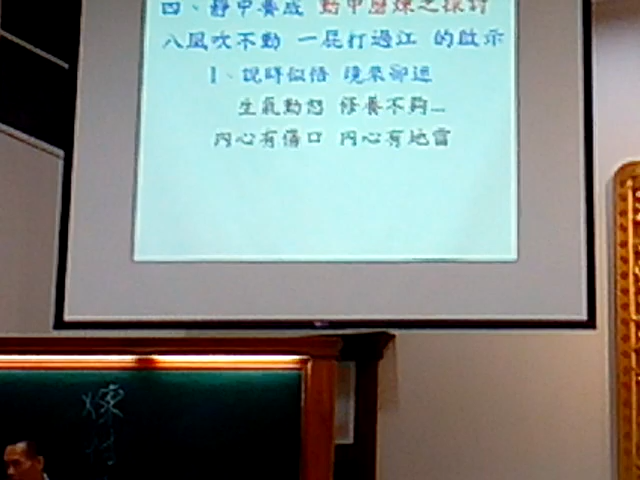 四、靜中養成 動中磨煉之探討
八風吹不動 一屁打過江 的啟示
1、說時似悟 境來卻迷
生氣動怒 修養不夠…
內心有傷口 內心有地雷
煉